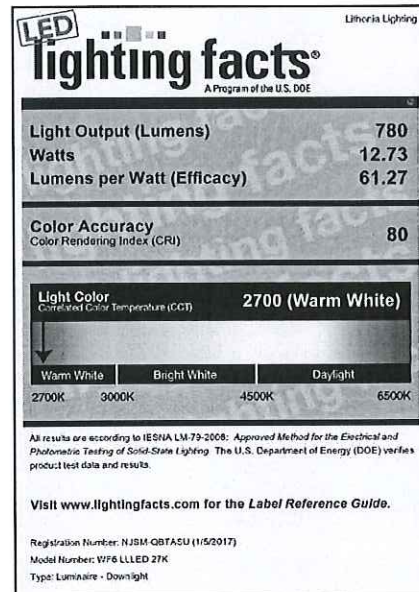 LED
Lithonia Lighting
lighting facts®
A Program of the U.S. DOE
Light Output (Lumens) 780
Watts 12.73
Lumens per Watt (Efficacy) 61.27
Color Accuracy 80
Color Rendering Index (CRI)
Light Color 2700 (Warm White)
Correlated Color Temperature (CCT)
Warm White Bright White Daylight
2700K 3000K 4500K 6500K
All results are according to IESNA LM-79-2008: Approved Method for the Electrical and
Photometric Testing of Solid-State Lighting. The U.S. Department of Energy (DOE) verifies
product test data and results.
Visit www.lightingfacts.com for the Label Reference Guide.
Registration Number: NJSM-QBTASU (1/5/2017)
Model Number: WF6 LLLED 27K
Type: Luminaire - Downlight